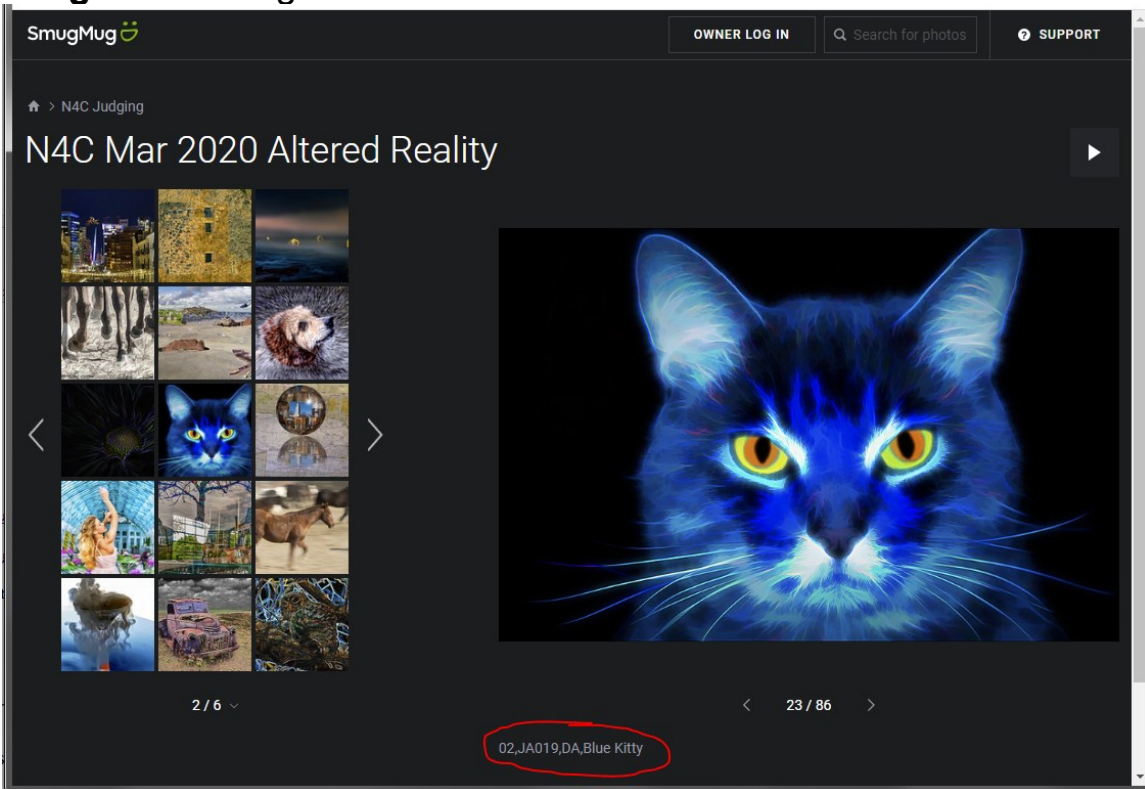 SmugMug
OWNER LOG IN
Search for photos
SUPPORT
> N4C Judging
N4C Mar 2020 Altered Reality
2 / 6
23 / 86
02,JA019,DA,Blue Kitty